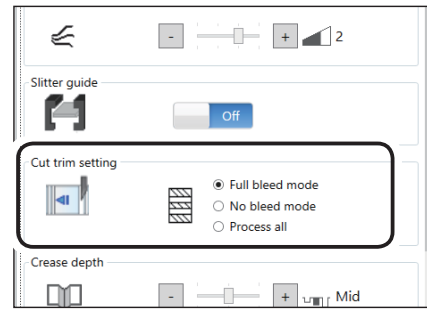 - + 2
Slitter guide
Off
Cut trim setting
Full bleed mode
No bleed mode
Process all
Crease depth
- + Mid